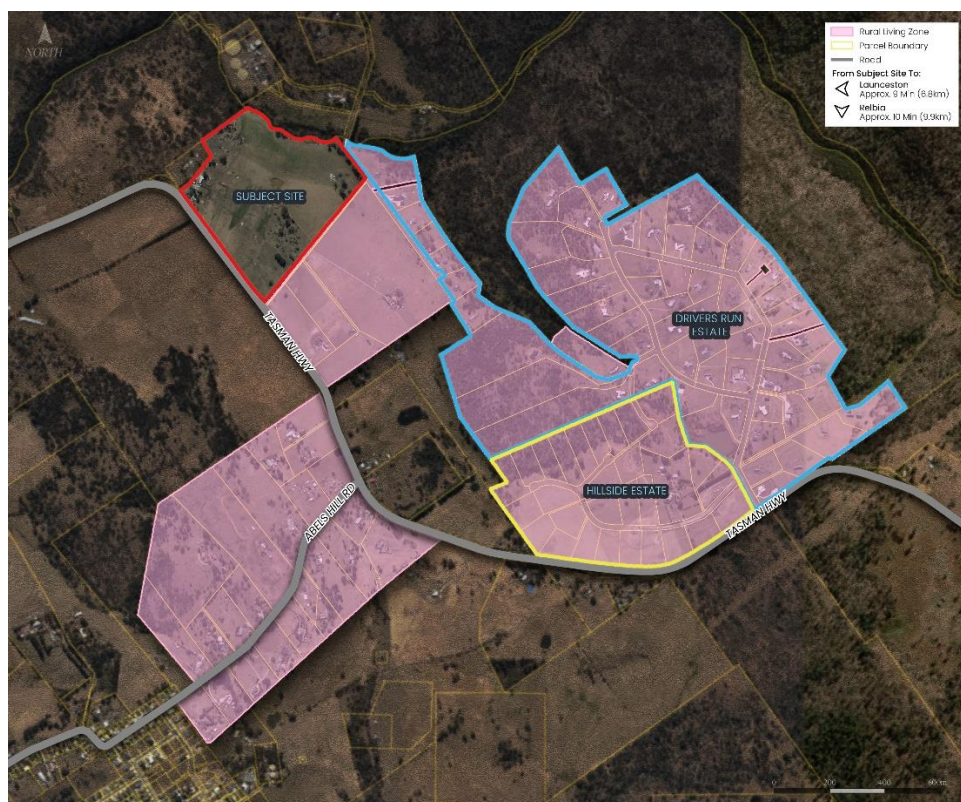 NORTH
Rural Living Zone
Parcel Boundary
Road
From Subject Site To:
Launceston
Approx. 9 Min (6.8km)
Relbia
Approx. 10 Min (9.9km)
SUBJECT SITE
TASMAN HWY
DRIVERS RUN
ESTATE
HILLSIDE ESTATE
TASMAN HWY
ABELS HILL RD
0 200 400 600m